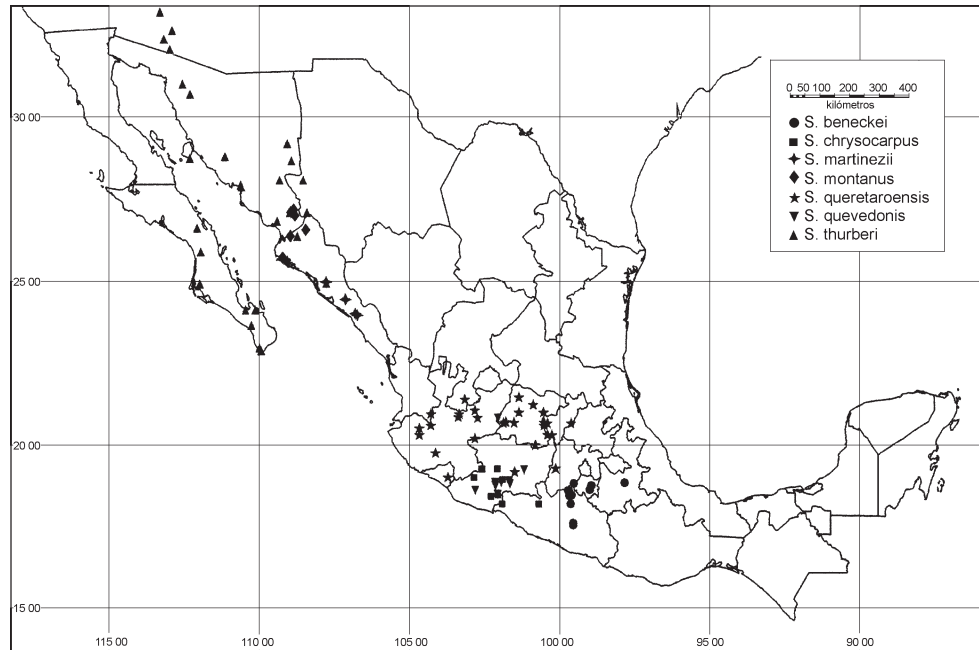 0 50 100 200 300 400
kilómetros
S. beneckei
S. chrysocarpus
S. martinezii
S. montanus
S. queretaroensis
S. quevedonis
S. thurberi
30 00
25 00
20 00
15 00
115 00 110 00 105 00 100 00 95 00 90 00